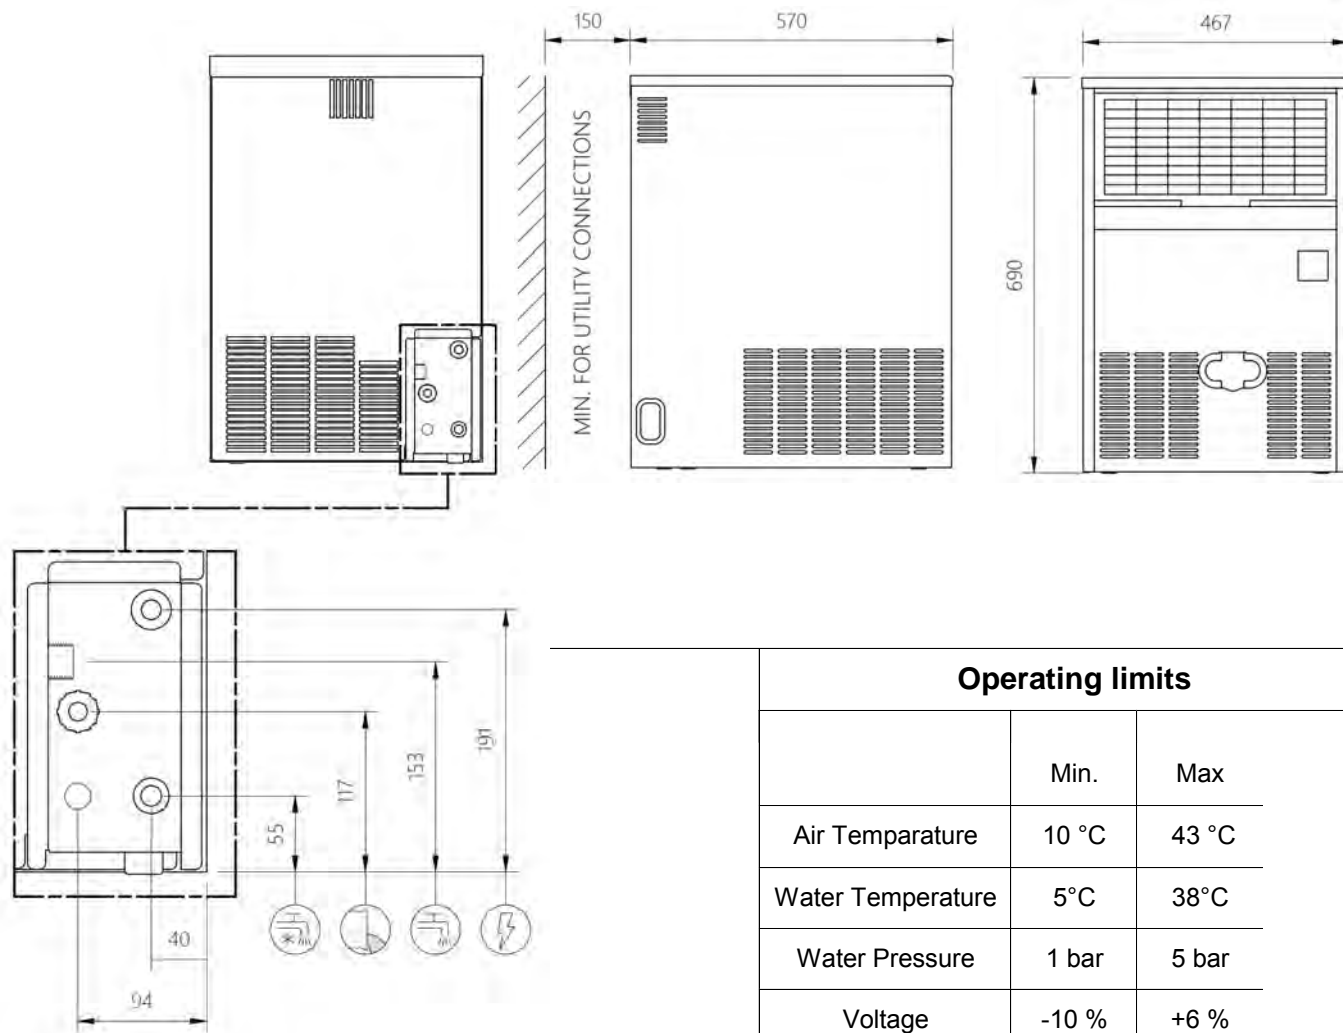 150
570
467
MIN. FOR UTILITY CONNECTIONS
690
191
153
117
55
40
94
Operating limits
Min. Max
Air Temparature 10 °C 43 °C
Water Temperature 5°C 38°C
Water Pressure 1 bar 5 bar
Voltage -10 % +6 %